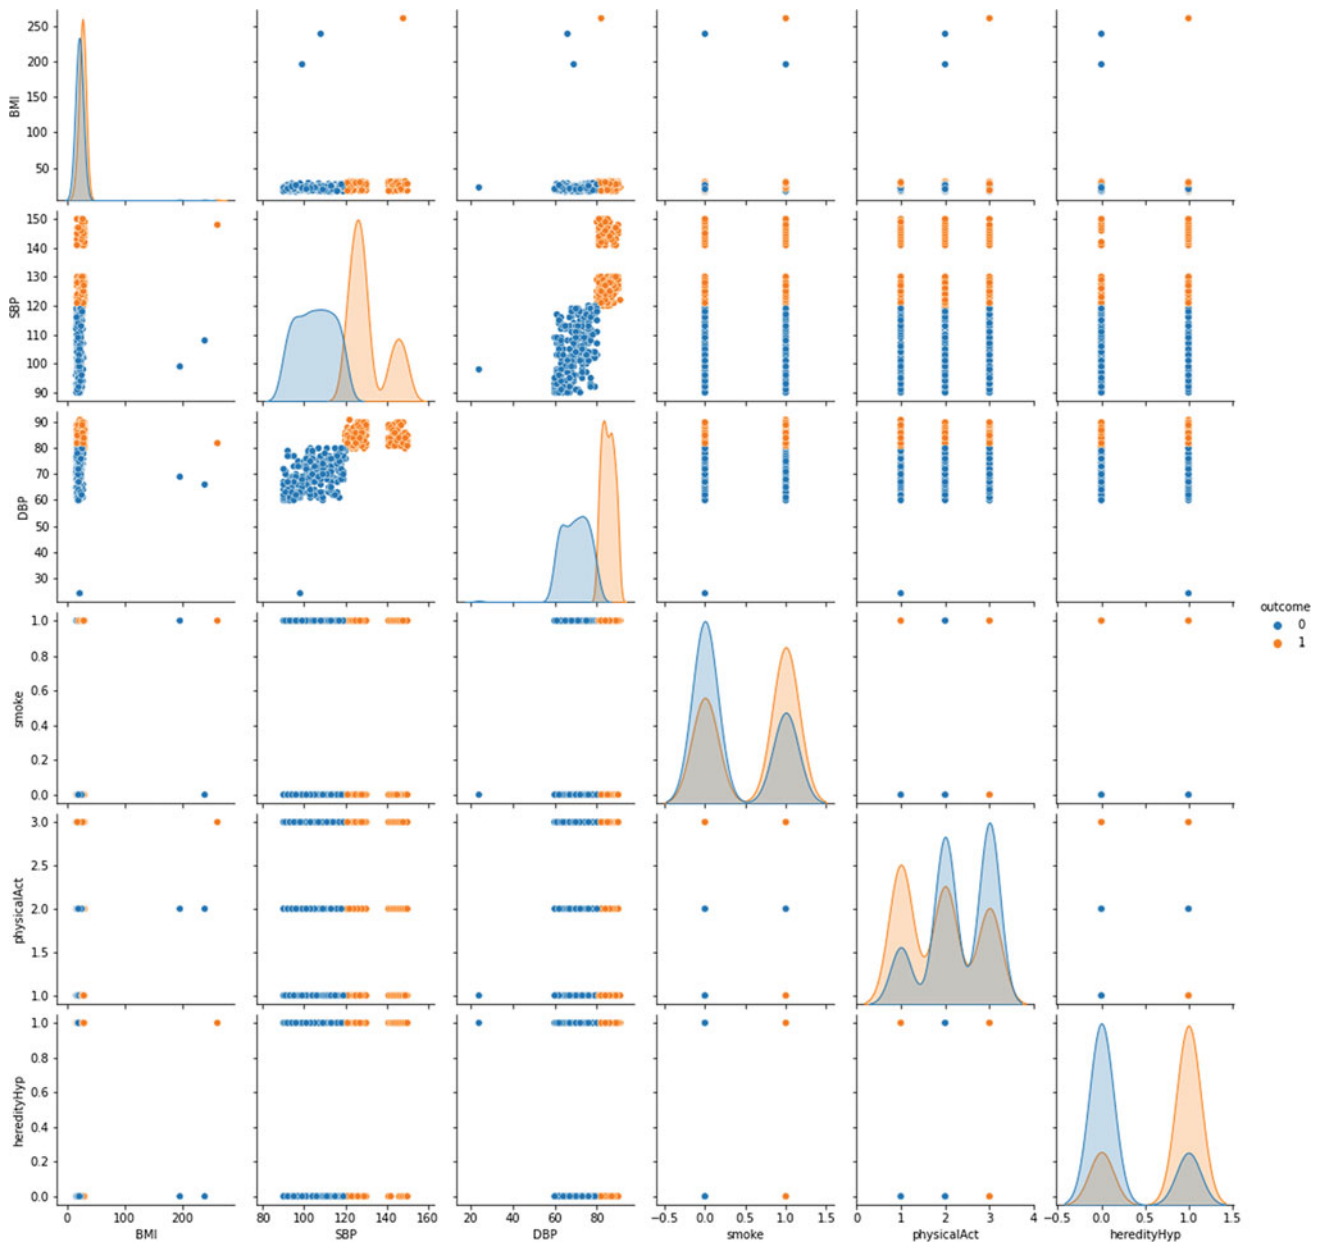 250
200
150
100
50
BMI
150
140
130
120
110
100
90
SBP
90
80
70
60
50
40
30
DBP
1.0
0.8
0.6
0.4
0.2
0.0
smoke
3.0
2.5
2.0
1.5
1.0
physicalAct
1.0
0.8
0.6
0.4
0.2
0.0
heredityHyp
0 100 200
BMI
80 100 120 140 160
SBP
20 40 60 80
DBP
−0.5 0.0 0.5 1.0 1.5
smoke
0 1 2 3 4
physicalAct
−0.5 0.0 0.5 1.0 1.5
heredityHyp
outcome
0
1